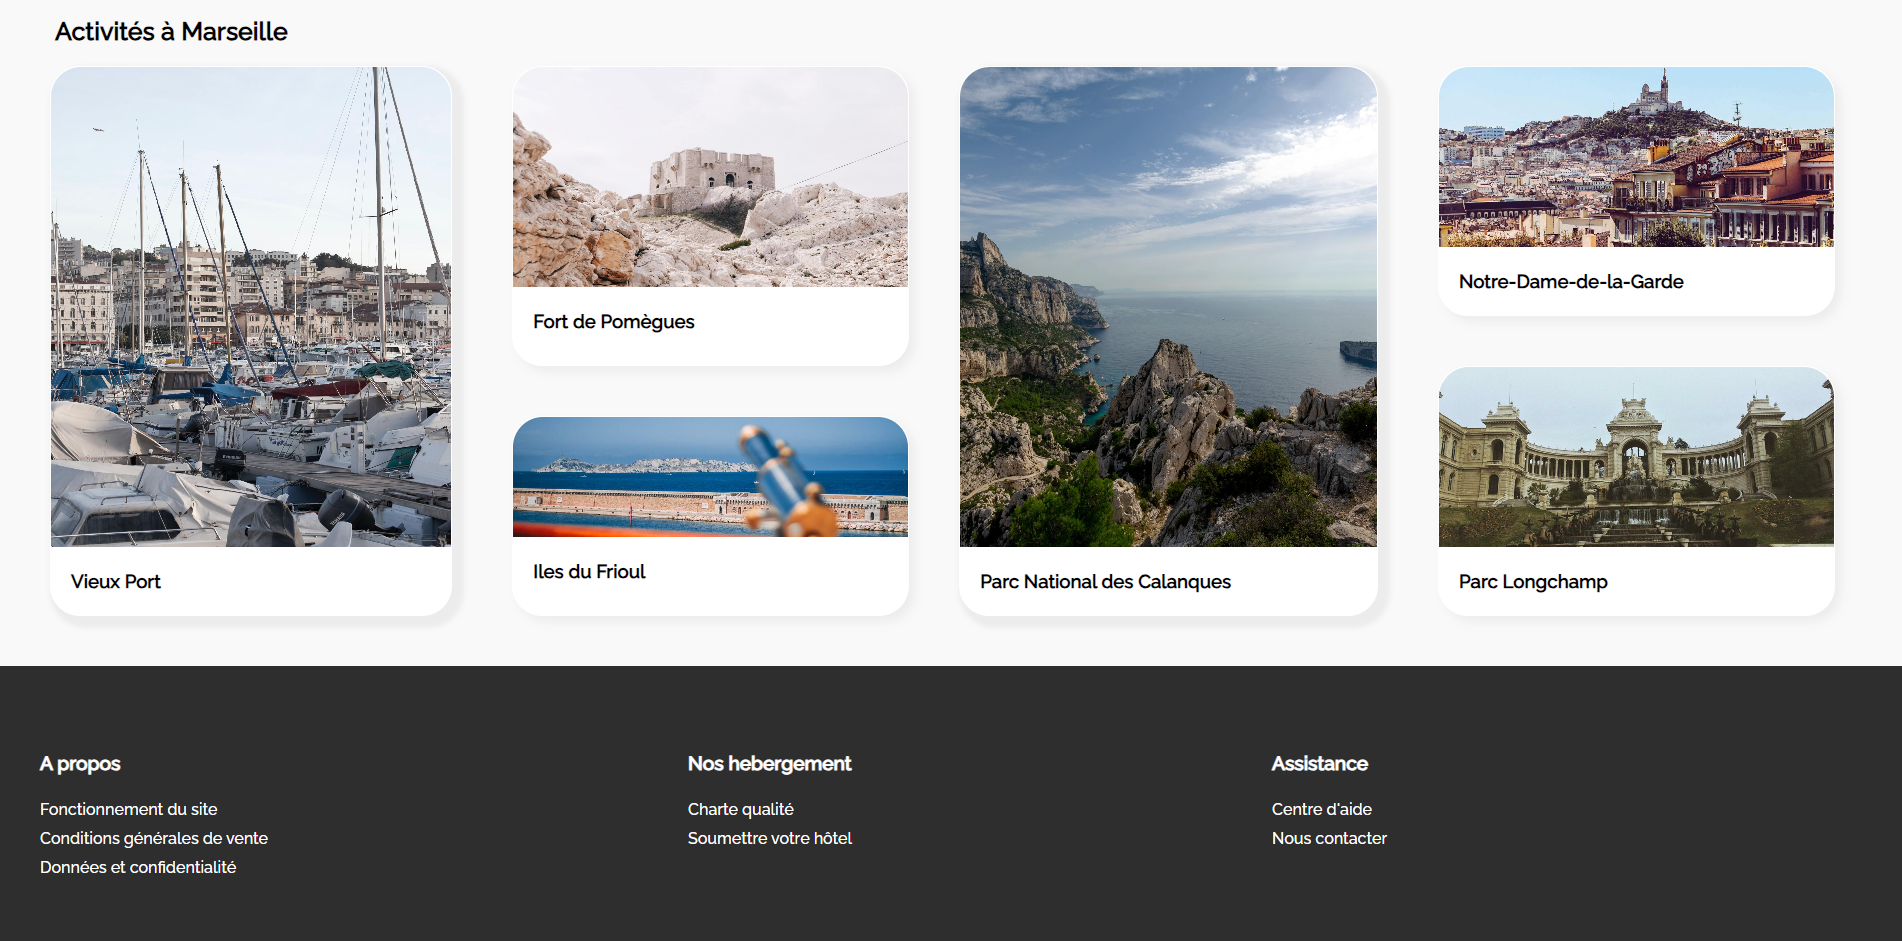 Activités à Marseille
Vieux Port
Fort de Pomègues
Iles du Frioul
Parc National des Calanques
Notre-Dame-de-la-Garde
Parc Longchamp
A propos
Fonctionnement du site
Conditions générales de vente
Données et confidentialité
Nos hebergement
Charte qualité
Soumettre votre hôtel
Assistance
Centre d'aide
Nous contacter